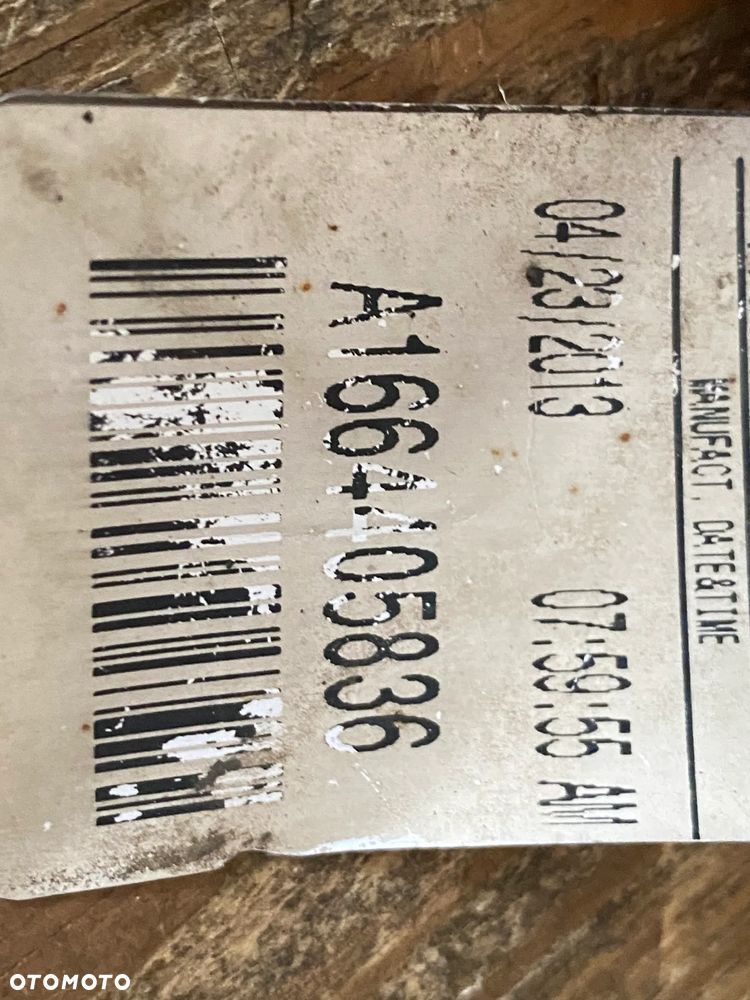 MANUFACT. DATE&TIME
04/23/2013 07:59:55 AM
A1664405836
OTOMOTO